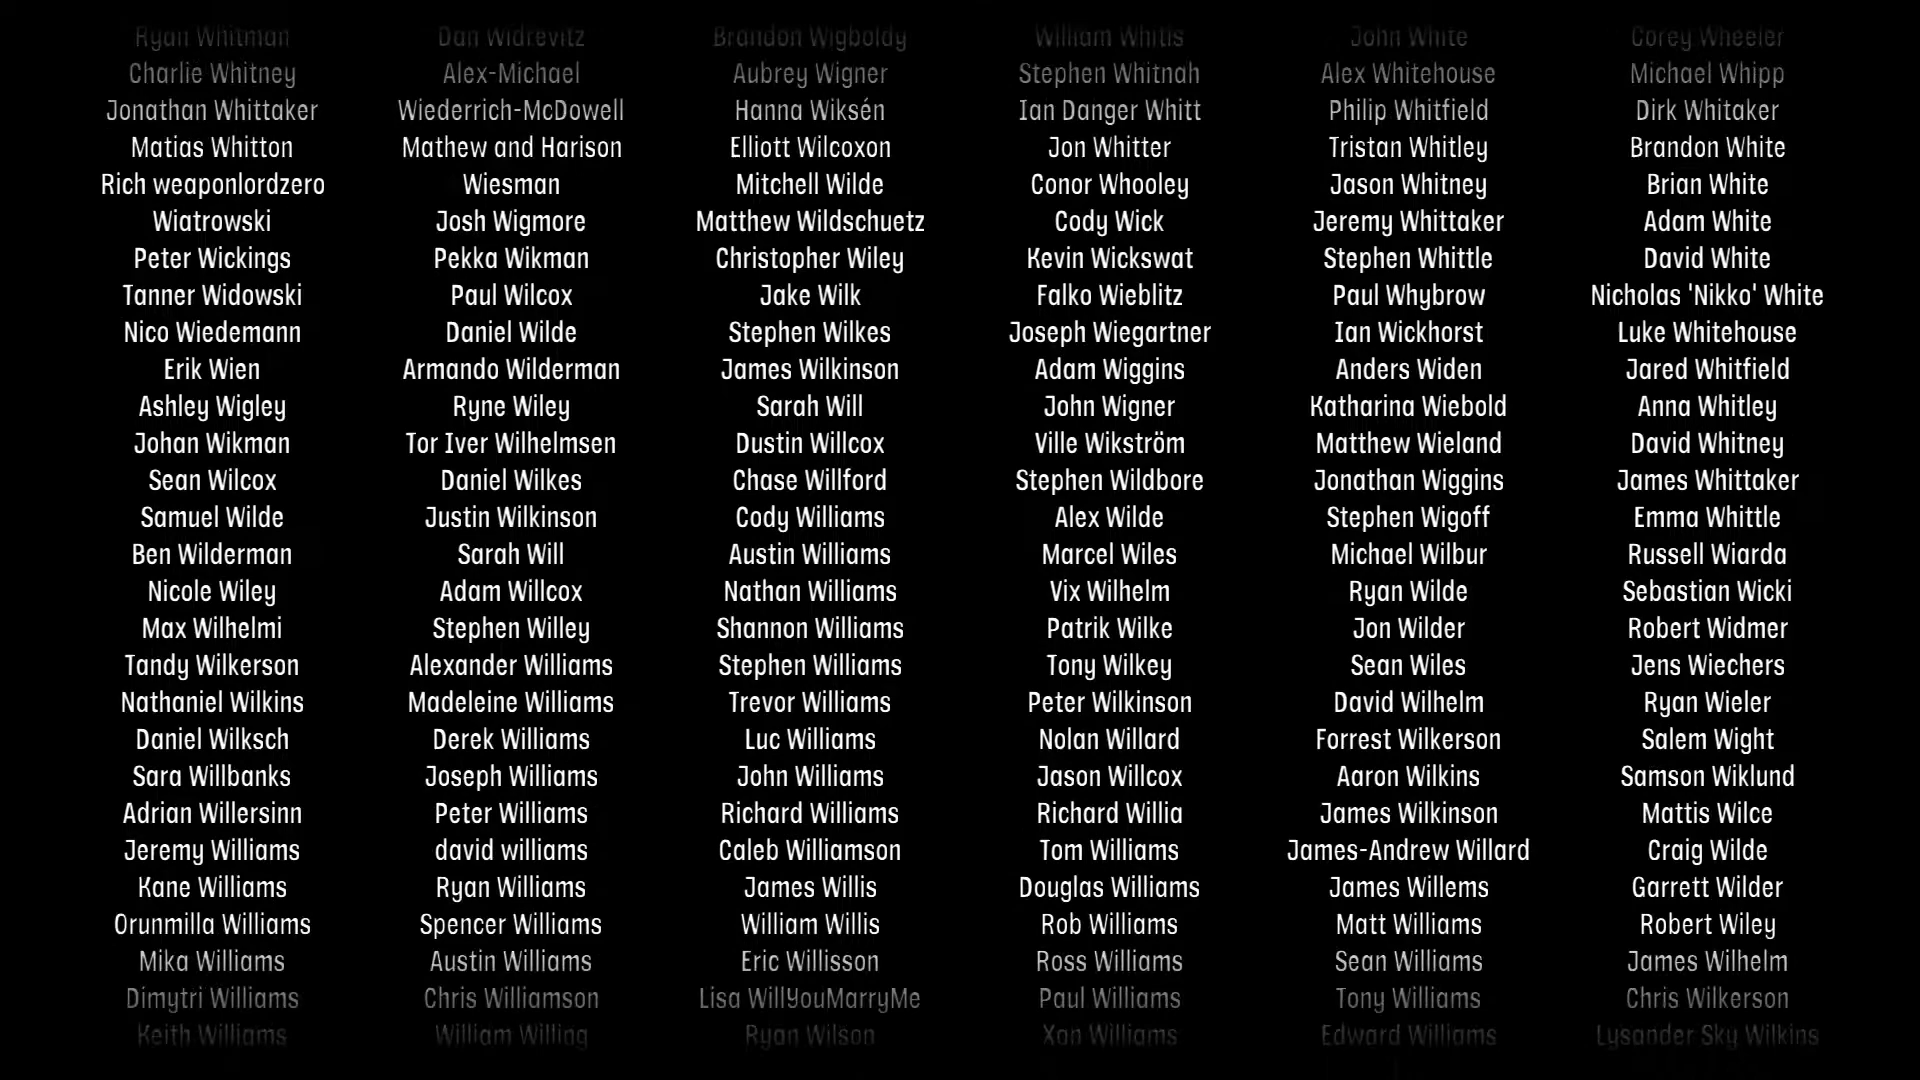 Ryan Whitman
Charlie Whitney
Jonathan Whittaker
Matias Whitton
Rich weaponlordzero
Wiatrowski
Peter Wickings
Tanner Widowski
Nico Wiedemann
Erik Wien
Ashley Wigley
Johan Wikman
Sean Wilcox
Samuel Wilde
Ben Wilderman
Nicole Wiley
Max Wilhelmi
Tandy Wilkerson
Nathaniel Wilkins
Daniel Wilksch
Sara Willbanks
Adrian Willersinn
Jeremy Williams
Kane Williams
Orunmilla Williams
Mika Williams
Dimytri Williams
Keith Williams
Dan Widrevitz
Alex-Michael
Wiederrich-McDowell
Mathew and Harison
Wiesman
Josh Wigmore
Pekka Wikman
Paul Wilcox
Daniel Wilde
Armando Wilderman
Ryne Wiley
Tor Iver Wilhelmsen
Daniel Wilkes
Justin Wilkinson
Sarah Will
Adam Willcox
Stephen Willey
Alexander Williams
Madeleine Williams
Derek Williams
Joseph Williams
Peter Williams
david williams
Ryan Williams
Spencer Williams
Austin Williams
Chris Williamson
William Willing
Brandon Wigboldy
Aubrey Wigner
Hanna Wiksén
Elliott Wilcoxon
Mitchell Wilde
Matthew Wildschuetz
Christopher Wiley
Jake Wilk
Stephen Wilkes
James Wilkinson
Sarah Will
Dustin Willcox
Chase Willford
Cody Williams
Austin Williams
Nathan Williams
Shannon Williams
Stephen Williams
Trevor Williams
Luc Williams
John Williams
Richard Williams
Caleb Williamson
James Willis
William Willis
Eric Willisson
Lisa WillYouMarryMe
Ryan Wilson
William Whitis
Stephen Whitnah
Ian Danger Whitt
Jon Whitter
Conor Whooley
Cody Wick
Kevin Wickswat
Falko Wieblitz
Joseph Wiegartner
Adam Wiggins
John Wigner
Ville Wikström
Stephen Wildbore
Alex Wilde
Marcel Wiles
Vix Wilhelm
Patrik Wilke
Tony Wilkey
Peter Wilkinson
Nolan Willard
Jason Willcox
Richard Willia
Tom Williams
Douglas Williams
Rob Williams
Ross Williams
Paul Williams
Xan Williams
John White
Alex Whitehouse
Philip Whitfield
Tristan Whitley
Jason Whitney
Jeremy Whittaker
Stephen Whittle
Paul Whybrow
Ian Wickhorst
Anders Widen
Katharina Wiebold
Matthew Wieland
Jonathan Wiggins
Stephen Wigoff
Michael Wilbur
Ryan Wilde
Jon Wilder
Sean Wiles
David Wilhelm
Forrest Wilkerson
Aaron Wilkins
James Wilkinson
James-Andrew Willard
James Willems
Matt Williams
Sean Williams
Tony Williams
Edward Williams
Corey Wheeler
Michael Whipp
Dirk Whitaker
Brandon White
Brian White
Adam White
David White
Nicholas 'Nikko' White
Luke Whitehouse
Jared Whitfield
Anna Whitley
David Whitney
James Whittaker
Emma Whittle
Russell Wiarda
Sebastian Wicki
Robert Widmer
Jens Wiechers
Ryan Wieler
Salem Wight
Samson Wiklund
Mattis Wilce
Craig Wilde
Garrett Wilder
Robert Wiley
James Wilhelm
Chris Wilkerson
Lysander Sky Wilkins